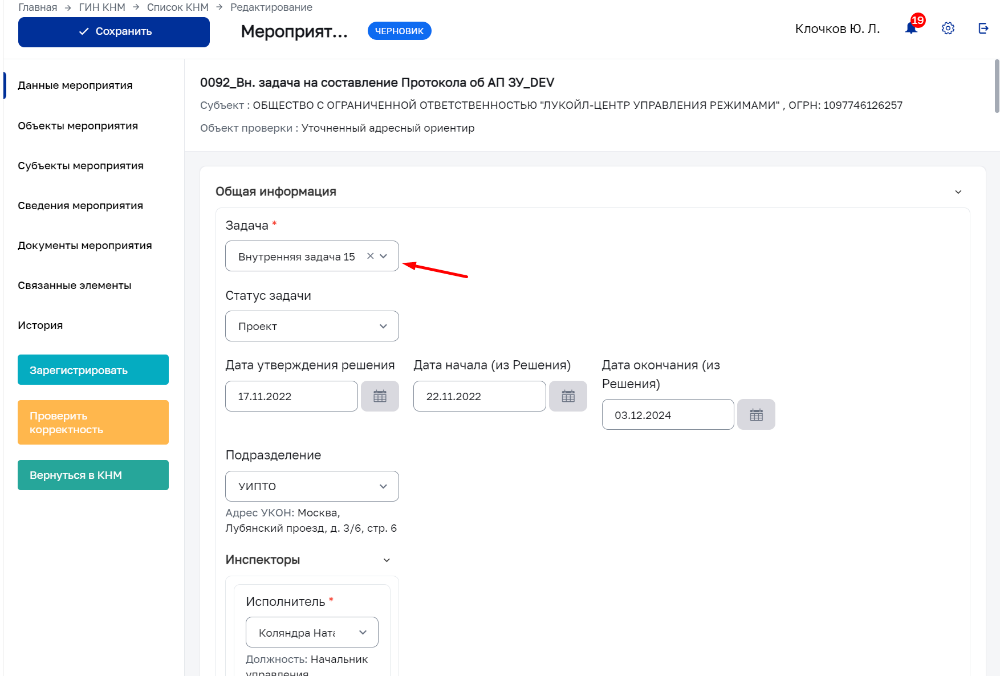 Главная → ГИН КНМ → Список КНМ → Редактирование
Сохранить
Мероприят...
ЧЕРНОВИК
Клочков Ю. Л.
19
Данные мероприятия
Объекты мероприятия
Субъекты мероприятия
Сведения мероприятия
Документы мероприятия
Связанные элементы
История
Зарегистрировать
Проверить
корректность
Вернуться в КНМ
0092_Вн. задача на составление Протокола об АП ЗУ_DEV
Субъект : ОБЩЕСТВО С ОГРАНИЧЕННОЙ ОТВЕТСТВЕННОСТЬЮ "ЛУКОЙЛ-ЦЕНТР УПРАВЛЕНИЯ РЕЖИМАМИ" , ОГРН: 1097746126257
Объект проверки : Уточненный адресный ориентир
Общая информация
Задача *
Внутренняя задача 15
Статус задачи
Проект
Дата утверждения решения
17.11.2022
Дата начала (из Решения)
22.11.2022
Дата окончания (из
Решения)
03.12.2024
Подразделение
УИПТО
Адрес УКОН: Москва,
Лубянский проезд, д. 3/6, стр. 6
Инспекторы
Исполнитель *
Коляндра Ната
Должность: Начальник
управления